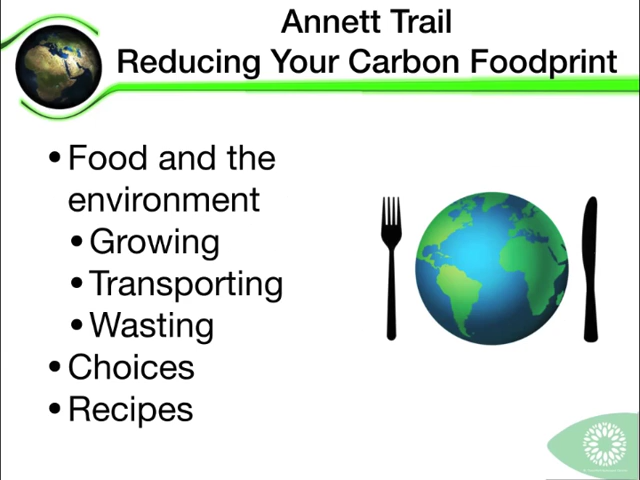 Annett Trail
Reducing Your Carbon Foodprint
• Food and the
environment
• Growing
• Transporting
• Wasting
• Choices
• Recipes